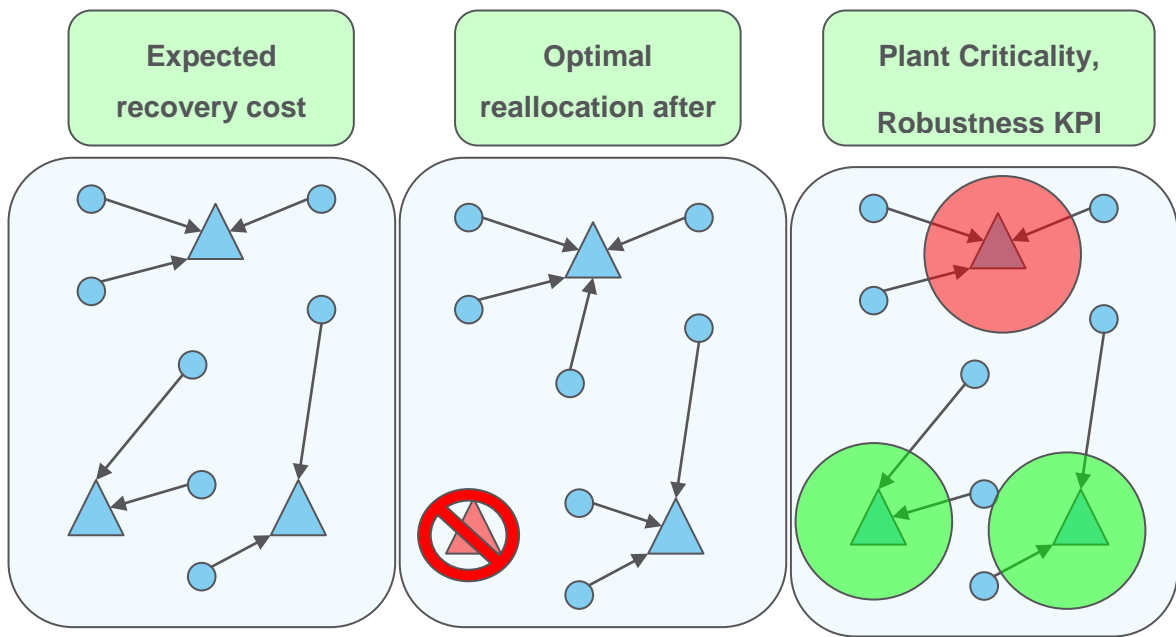 Expected
recovery cost
Optimal
reallocation after
Plant Criticality,
Robustness KPI